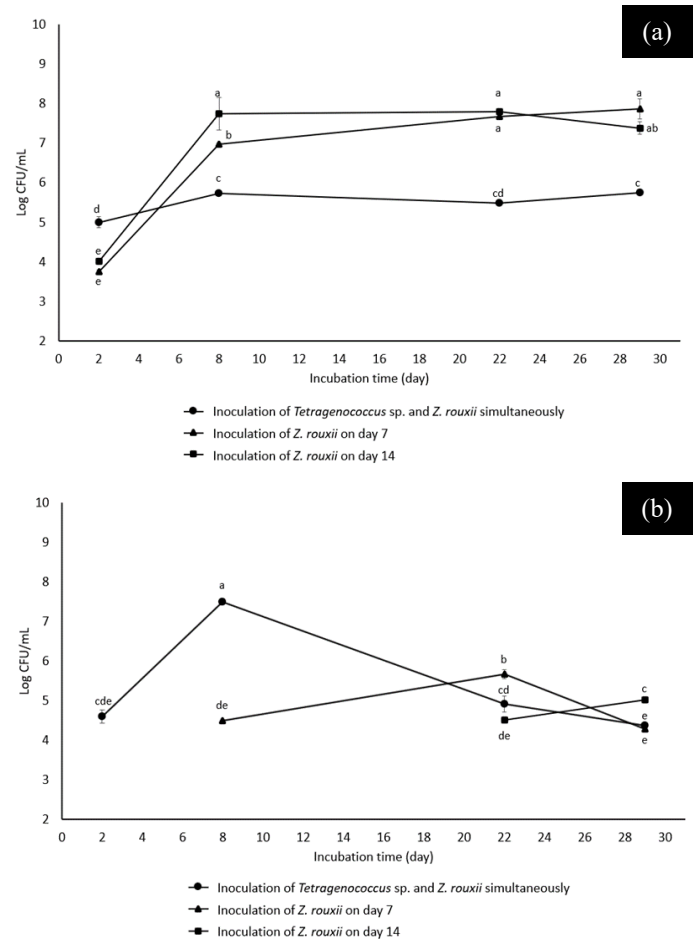 (a)
10
9
8
7
6
5
4
3
2
Log CFU/mL
a
a
a
b
a
ab
c
cd
c
d
e
e
0 2 4 6 8 10 12 14 16 18 20 22 24 26 28 30
Incubation time (day)
Inoculation of Tetragenococcus sp. and Z. rouxii simultaneously
Inoculation of Z. rouxii on day 7
Inoculation of Z. rouxii on day 14
(b)
10
9
8
7
6
5
4
3
2
Log CFU/mL
a
b
cde
de
cd
c
de
e
e
0 2 4 6 8 10 12 14 16 18 20 22 24 26 28 30
Incubation time (day)
Inoculation of Tetragenococcus sp. and Z. rouxii simultaneously
Inoculation of Z. rouxii on day 7
Inoculation of Z. rouxii on day 14